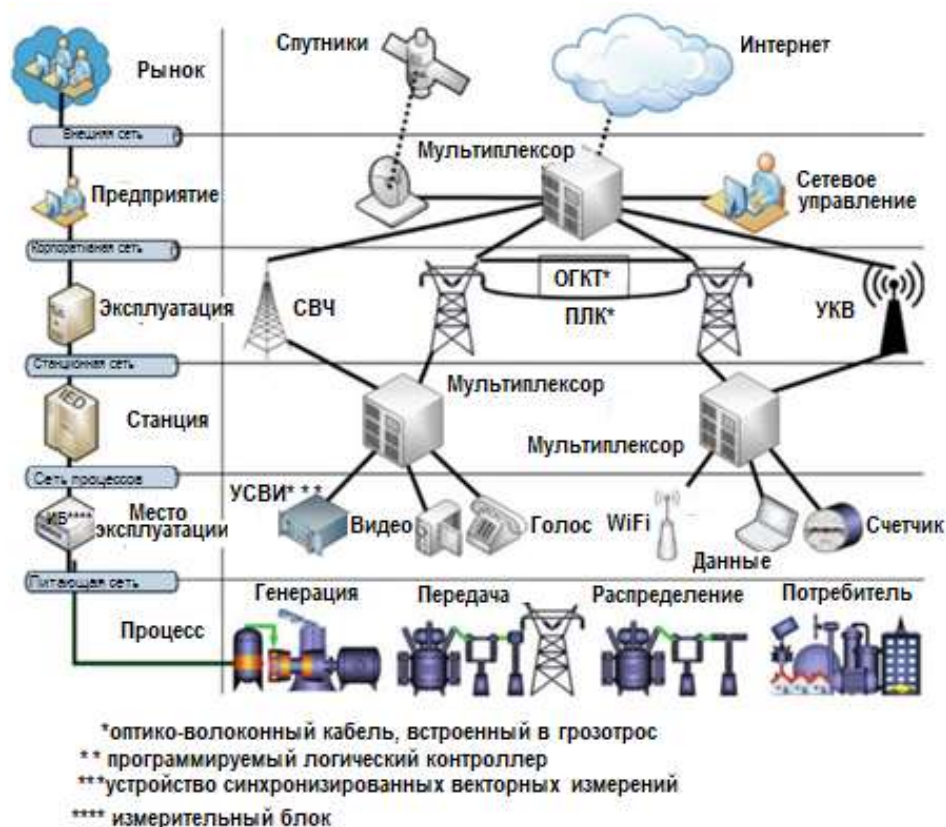 Спутники
Интернет
Рынок
Внешняя сеть
Мультиплексор
Предприятие
Сетевое
управление
Корпоративная сеть
ОГКТ*
Эксплуатация
СВЧ
ПЛК*
УКВ
Станционная сеть
Мультиплексор
IED
Станция
Мультиплексор
Сеть процессов
УСВИ* * *
ИБ****
Место
эксплуатации
Видео
Голос
WiFi
Счетчик
Данные
Питающая сеть
Генерация
Передача
Распределение
Потребитель
Процесс
*оптико-волоконный кабель, встроенный в грозотрос
* * программируемый логический контроллер
***устройство синхронизированных векторных измерений
**** измерительный блок